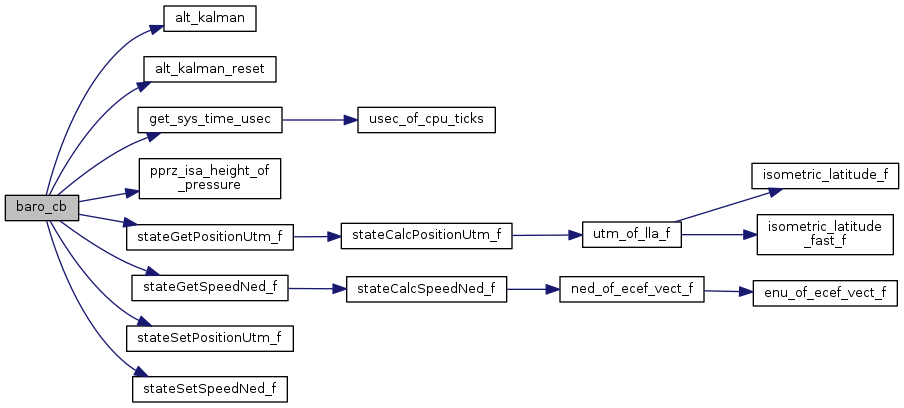 alt_kalman
alt_kalman_reset
get_sys_time_usec
usec_of_cpu_ticks
pprz_isa_height_of
_pressure
isometric_latitude_f
baro_cb
stateGetPositionUtm_f
stateCalcPositionUtm_f
utm_of_lla_f
isometric_latitude
_fast_f
stateGetSpeedNed_f
stateCalcSpeedNed_f
ned_of_ecef_vect_f
enu_of_ecef_vect_f
stateSetPositionUtm_f
stateSetSpeedNed_f